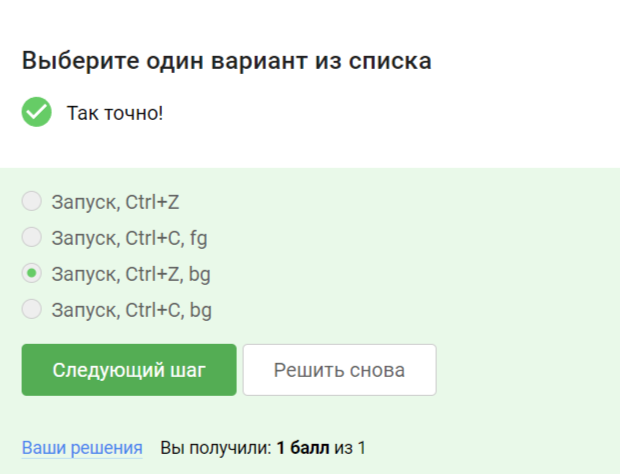 Выберите один вариант из списка
Так точно!
Запуск, Ctrl+Z
Запуск, Ctrl+C, fg
Запуск, Ctrl+Z, bg
Запуск, Ctrl+C, bg
Следующий шаг Решить снова
Ваши решения Вы получили: 1 балл из 1